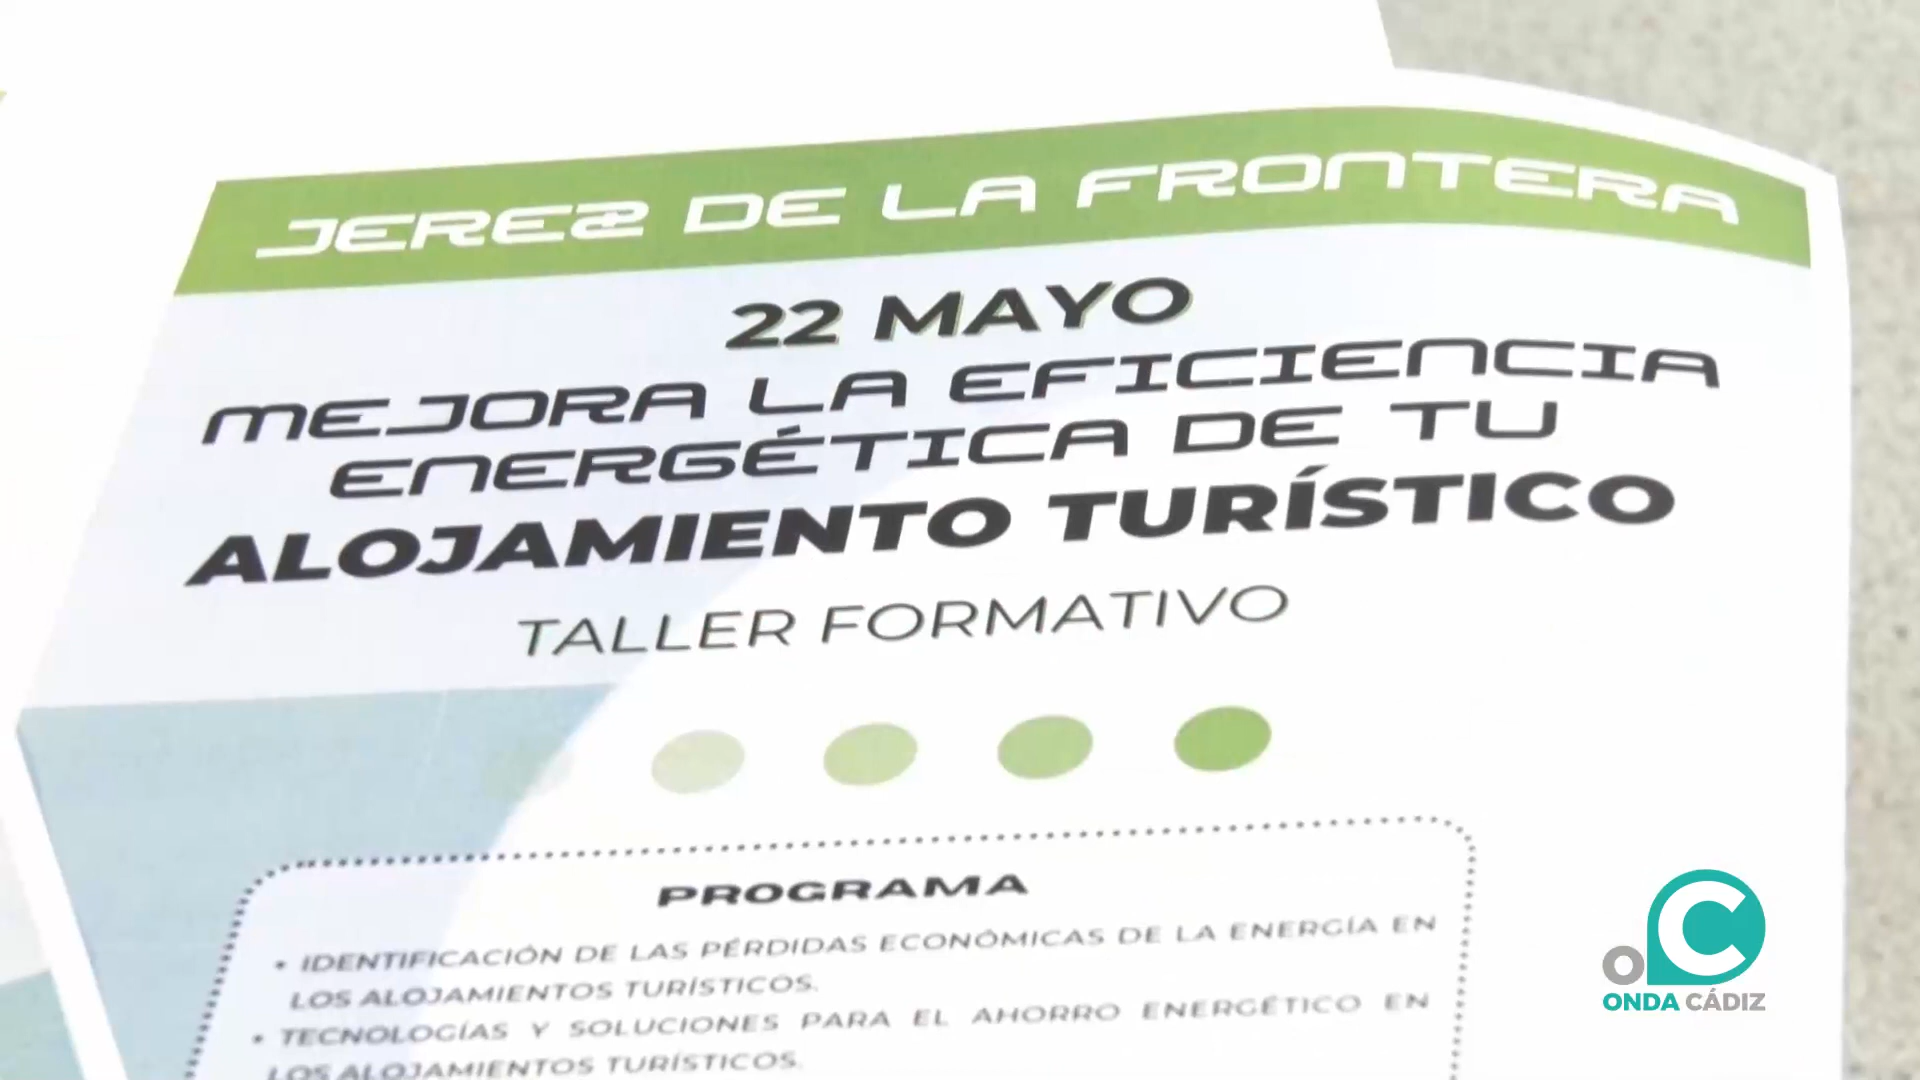 JEREZ DE LA FRONTERA
22 MAYO
MEJORA LA EFICIENCIA
ENERGÉTICA DE TU
ALOJAMIENTO TURÍSTICO
TALLER FORMATIVO
PROGRAMA
• IDENTIFICACIÓN DE LAS PÉRDIDAS ECONÓMICAS DE LA ENERGÍA EN
LOS ALOJAMIENTOS TURÍSTICOS.
• TECNOLOGÍAS Y SOLUCIONES PARA EL AHORRO ENERGÉTICO EN
LOS ALOJAMIENTOS TURÍSTICOS.
OC
ONDA CÁDIZ